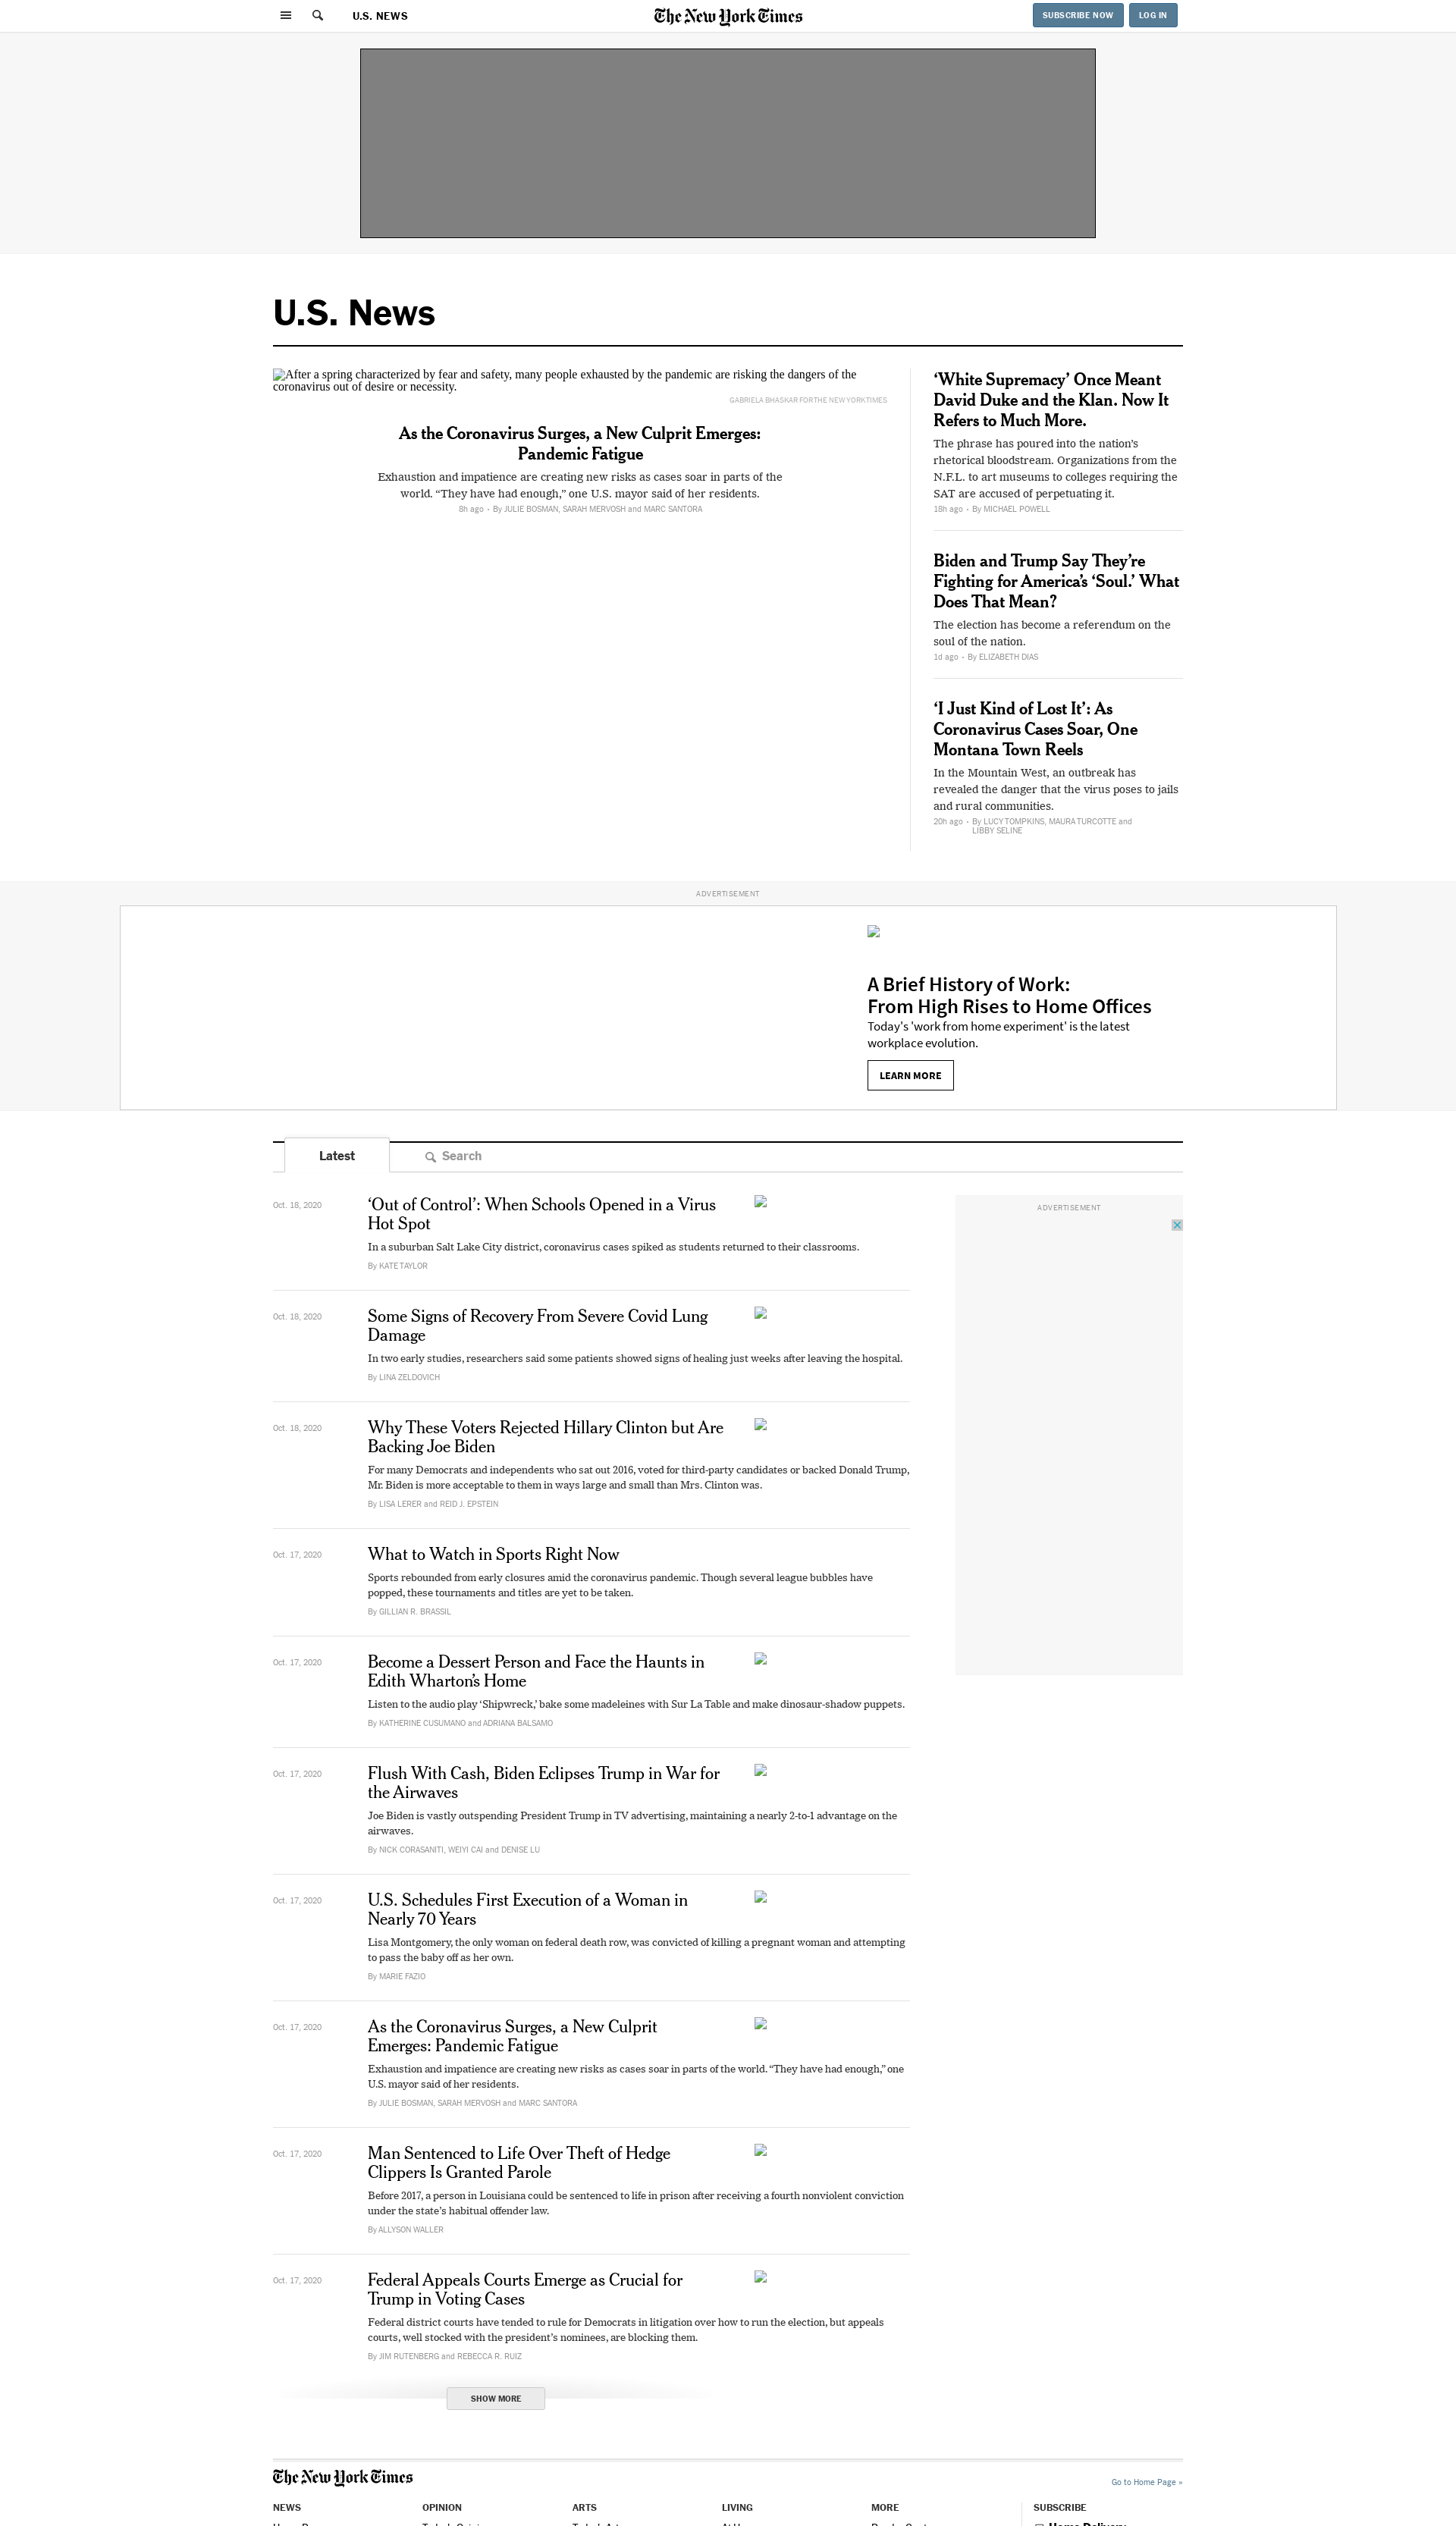 U.S. NEWS
The New York Times
SUBSCRIBE NOW
LOG IN
U.S. News
After a spring characterized by fear and safety, many people exhausted by the pandemic are risking the dangers of the
coronavirus out of desire or necessity.
GABRIELA BHASKAR FOR THE NEW YORK TIMES
As the Coronavirus Surges, a New Culprit Emerges:
Pandemic Fatigue
Exhaustion and impatience are creating new risks as cases soar in parts of the
world. “They have had enough,” one U.S. mayor said of her residents.
8h ago • By JULIE BOSMAN, SARAH MERVOSH and MARC SANTORA
‘White Supremacy’ Once Meant
David Duke and the Klan. Now It
Refers to Much More.
The phrase has poured into the nation’s
rhetorical bloodstream. Organizations from the
N.F.L. to art museums to colleges requiring the
SAT are accused of perpetuating it.
18h ago • By MICHAEL POWELL
Biden and Trump Say They’re
Fighting for America’s ‘Soul.’ What
Does That Mean?
The election has become a referendum on the
soul of the nation.
1d ago • By ELIZABETH DIAS
‘I Just Kind of Lost It’: As
Coronavirus Cases Soar, One
Montana Town Reels
In the Mountain West, an outbreak has
revealed the danger that the virus poses to jails
and rural communities.
20h ago • By LUCY TOMPKINS, MAURA TURCOTTE and
LIBBY SELINE
ADVERTISEMENT
A Brief History of Work:
From High Rises to Home Offices
Today's 'work from home experiment' is the latest
workplace evolution.
LEARN MORE
Latest
Search
Oct. 18, 2020
‘Out of Control’: When Schools Opened in a Virus
Hot Spot
In a suburban Salt Lake City district, coronavirus cases spiked as students returned to their classrooms.
By KATE TAYLOR
ADVERTISEMENT
Oct. 18, 2020
Some Signs of Recovery From Severe Covid Lung
Damage
In two early studies, researchers said some patients showed signs of healing just weeks after leaving the hospital.
By LINA ZELDOVICH
Oct. 18, 2020
Why These Voters Rejected Hillary Clinton but Are
Backing Joe Biden
For many Democrats and independents who sat out 2016, voted for third-party candidates or backed Donald Trump,
Mr. Biden is more acceptable to them in ways large and small than Mrs. Clinton was.
By LISA LERER and REID J. EPSTEIN
Oct. 17, 2020
What to Watch in Sports Right Now
Sports rebounded from early closures amid the coronavirus pandemic. Though several league bubbles have
popped, these tournaments and titles are yet to be taken.
By GILLIAN R. BRASSIL
Oct. 17, 2020
Become a Dessert Person and Face the Haunts in
Edith Wharton’s Home
Listen to the audio play ‘Shipwreck,’ bake some madeleines with Sur La Table and make dinosaur-shadow puppets.
By KATHERINE CUSUMANO and ADRIANA BALSAMO
Oct. 17, 2020
Flush With Cash, Biden Eclipses Trump in War for
the Airwaves
Joe Biden is vastly outspending President Trump in TV advertising, maintaining a nearly 2-to-1 advantage on the
airwaves.
By NICK CORASANITI, WEIYI CAI and DENISE LU
Oct. 17, 2020
U.S. Schedules First Execution of a Woman in
Nearly 70 Years
Lisa Montgomery, the only woman on federal death row, was convicted of killing a pregnant woman and attempting
to pass the baby off as her own.
By MARIE FAZIO
Oct. 17, 2020
As the Coronavirus Surges, a New Culprit
Emerges: Pandemic Fatigue
Exhaustion and impatience are creating new risks as cases soar in parts of the world. “They have had enough,” one
U.S. mayor said of her residents.
By JULIE BOSMAN, SARAH MERVOSH and MARC SANTORA
Oct. 17, 2020
Man Sentenced to Life Over Theft of Hedge
Clippers Is Granted Parole
Before 2017, a person in Louisiana could be sentenced to life in prison after receiving a fourth nonviolent conviction
under the state’s habitual offender law.
By ALLYSON WALLER
Oct. 17, 2020
Federal Appeals Courts Emerge as Crucial for
Trump in Voting Cases
Federal district courts have tended to rule for Democrats in litigation over how to run the election, but appeals
courts, well stocked with the president’s nominees, are blocking them.
By JIM RUTENBERG and REBECCA R. RUIZ
SHOW MORE
The New York Times
Go to Home Page »
NEWS
OPINION
ARTS
LIVING
MORE
SUBSCRIBE
Home Delivery